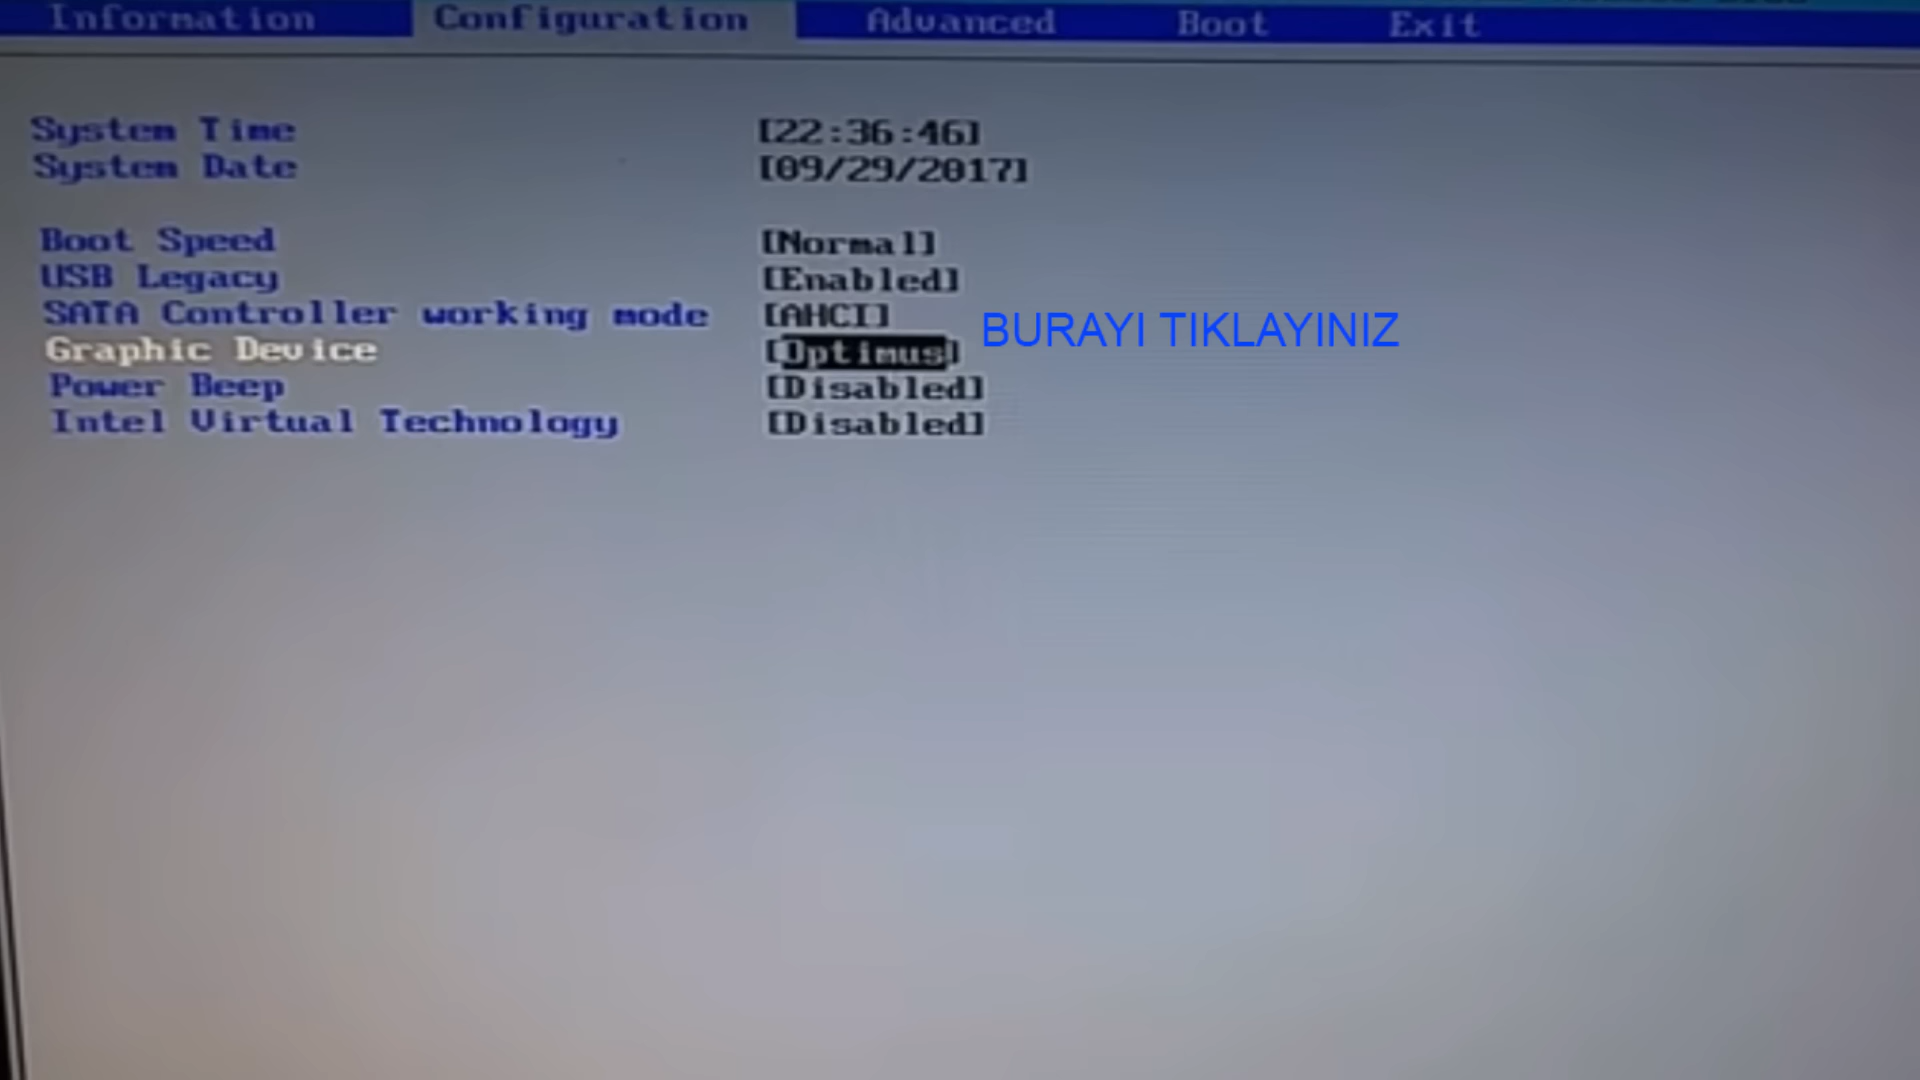 Information Configuration Advanced Boot Exit
System Time [22:36:46]
System Date [09/29/2017]
Boot Speed [Normal]
USB Legacy [Enabled]
SATA Controller working mode [AHCI]
BURAYI TIKLAYINIZ
Graphic Device [Optimus]
Power Beep [Disabled]
Intel Virtual Technology [Disabled]